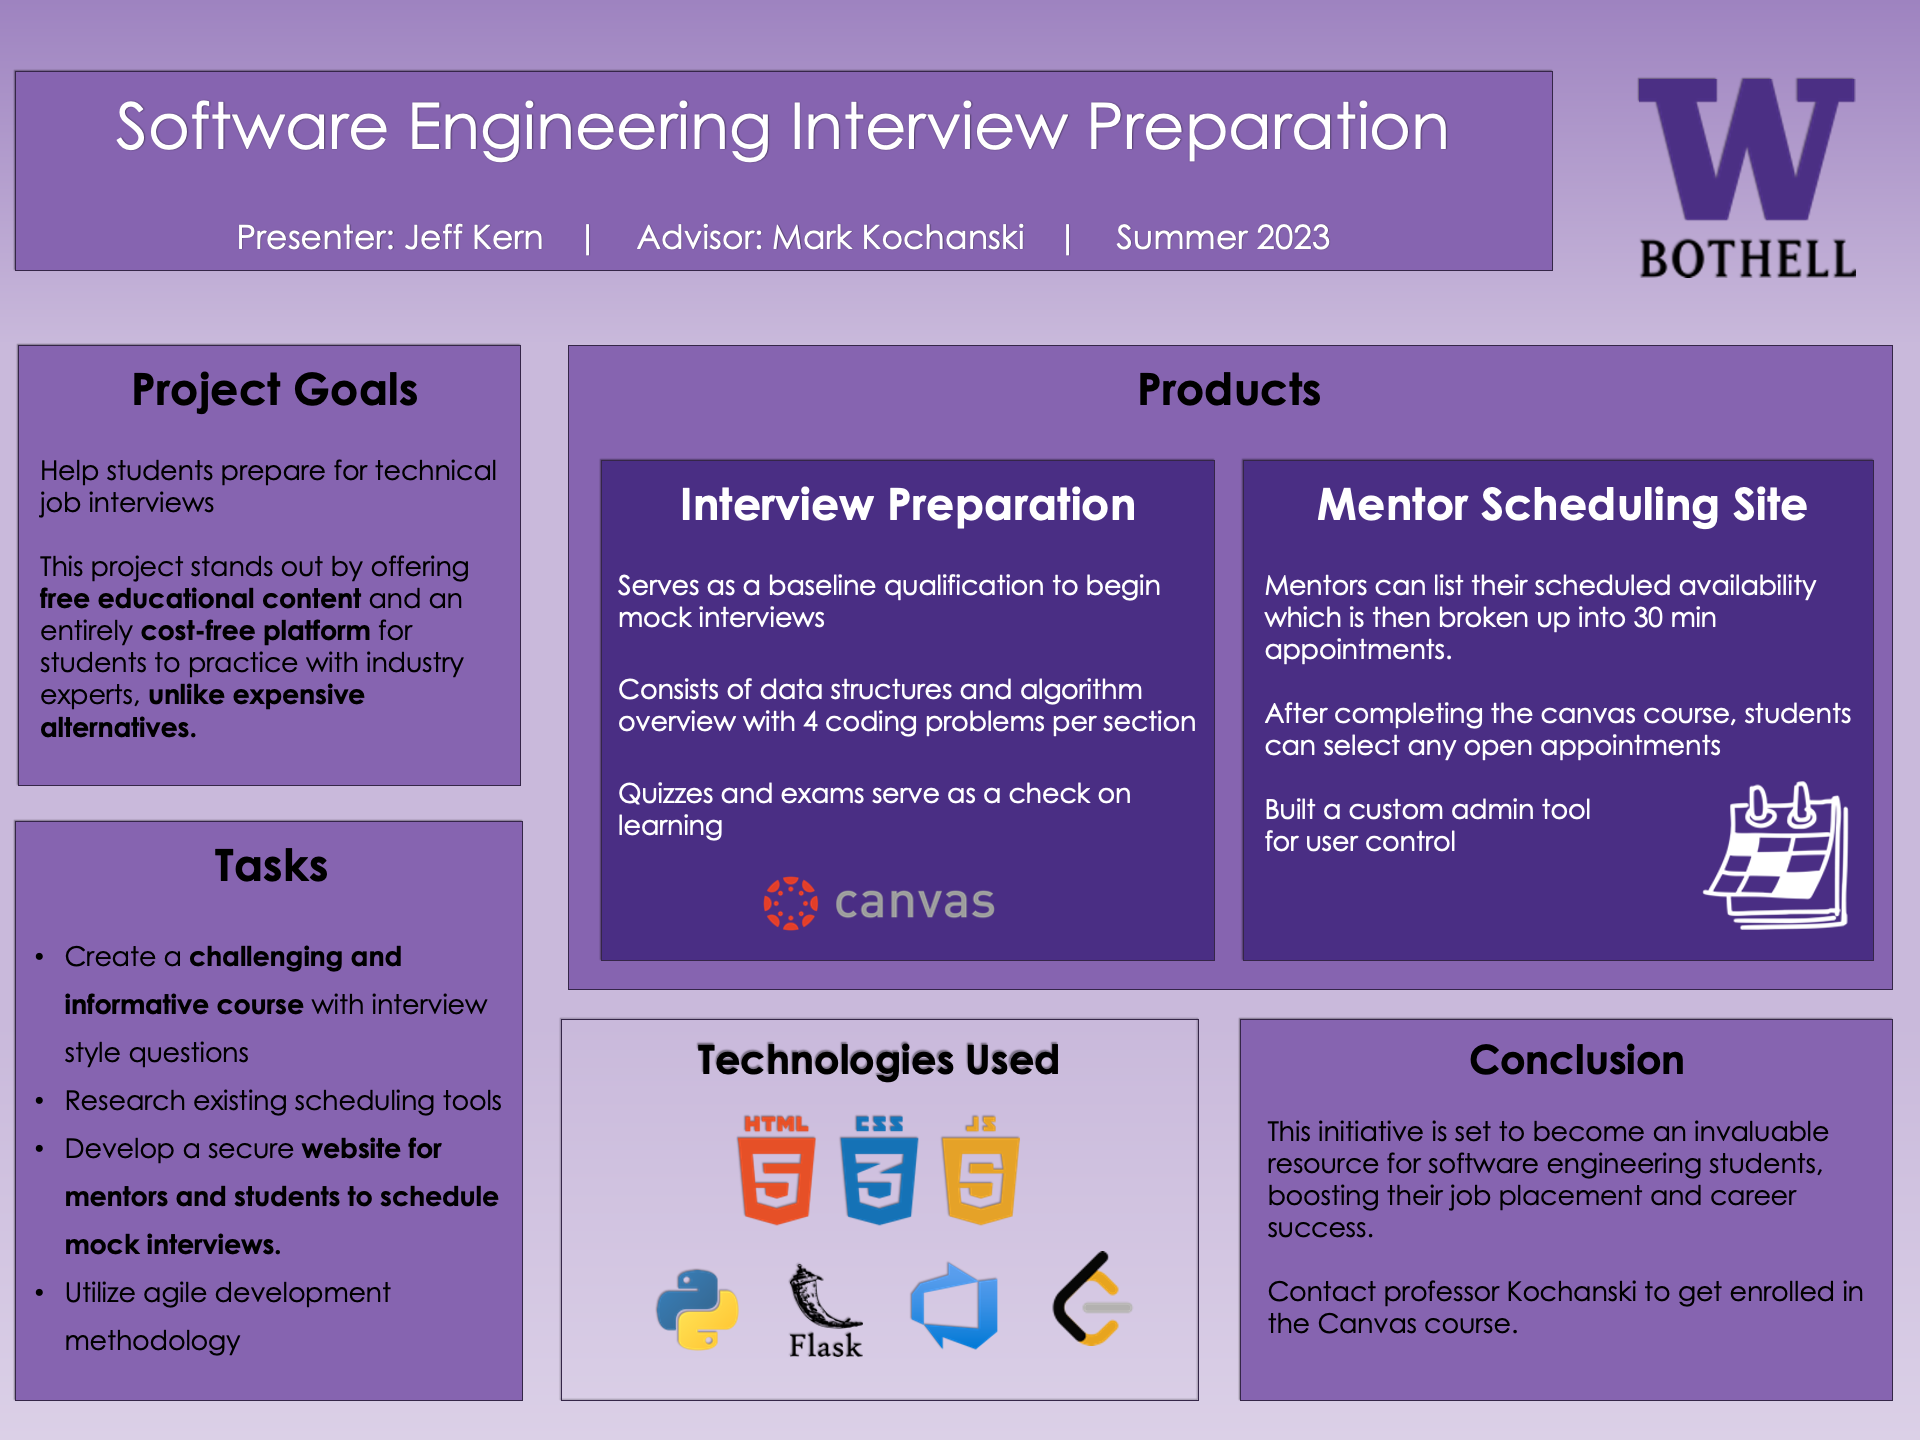 Software Engineering Interview Preparation
Presenter: Jeff Kern | Advisor: Mark Kochanski | Summer 2023
W
BOTHELL
Project Goals
Help students prepare for technical
job interviews
This project stands out by offering
free educational content and an
entirely cost-free platform for
students to practice with industry
experts, unlike expensive
alternatives.
Tasks
• Create a challenging and
informative course with interview
style questions
• Research existing scheduling tools
• Develop a secure website for
mentors and students to schedule
mock interviews.
• Utilize agile development
methodology
Products
Interview Preparation
Serves as a baseline qualification to begin
mock interviews
Consists of data structures and algorithm
overview with 4 coding problems per section
Quizzes and exams serve as a check on
learning
canvas
Mentor Scheduling Site
Mentors can list their scheduled availability
which is then broken up into 30 min
appointments.
After completing the canvas course, students
can select any open appointments
Built a custom admin tool
for user control
Technologies Used
HTML CSS JS
5 3 5
Flask
Conclusion
This initiative is set to become an invaluable
resource for software engineering students,
boosting their job placement and career
success.
Contact professor Kochanski to get enrolled in
the Canvas course.